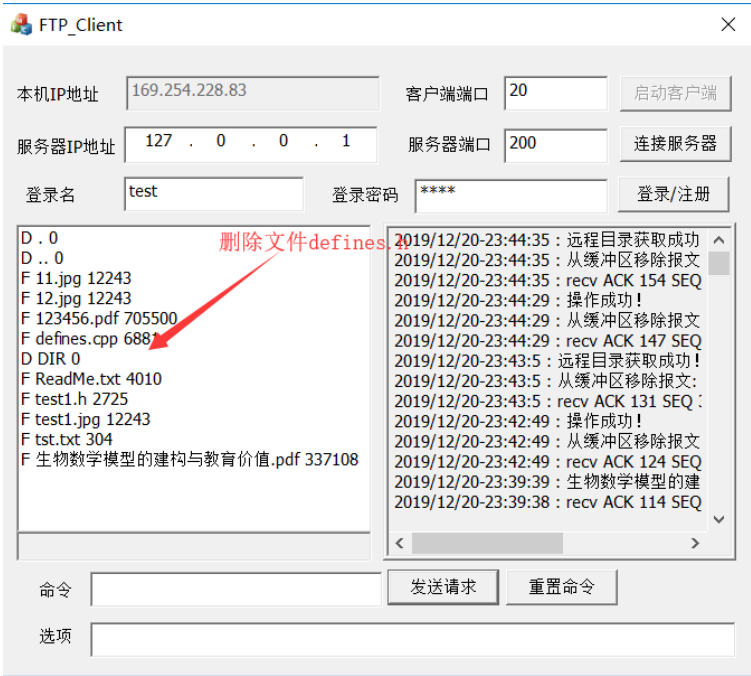 FTP_Client
本机IP地址 169.254.228.83 客户端端口 20 启动客户端
服务器IP地址 127 . 0 . 0 . 1 服务器端口 200 连接服务器
登录名 test 登录密码 **** 登录/注册
删除文件defines.h
D . 0
D .. 0
F 11.jpg 12243
F 12.jpg 12243
F 123456.pdf 705500
F defines.cpp
D DIR 0
F ReadMe.txt 4010
F test1.h 2725
F test1.jpg 12243
F tst.txt 304
F 生物数学模型的建构与教育价值.pdf 337108
2019/12/20-23:44:35 : 远程目录获取成功
2019/12/20-23:44:35 : 从缓冲区移除报文
2019/12/20-23:44:35 : recv ACK 154 SEQ
2019/12/20-23:44:29 : 操作成功!
2019/12/20-23:44:29 : 从缓冲区移除报文
2019/12/20-23:44:29 : recv ACK 147 SEQ
2019/12/20-23:43:5 : 远程目录获取成功!
2019/12/20-23:43:5 : 从缓冲区移除报文:
2019/12/20-23:43:5 : recv ACK 131 SEQ
2019/12/20-23:42:49 : 操作成功!
2019/12/20-23:42:49 : 从缓冲区移除报文
2019/12/20-23:42:49 : recv ACK 124 SEQ
2019/12/20-23:39:39 : 生物数学模型的建
2019/12/20-23:39:38 : recv ACK 114 SEQ
命令 发送请求 重置命令
选项